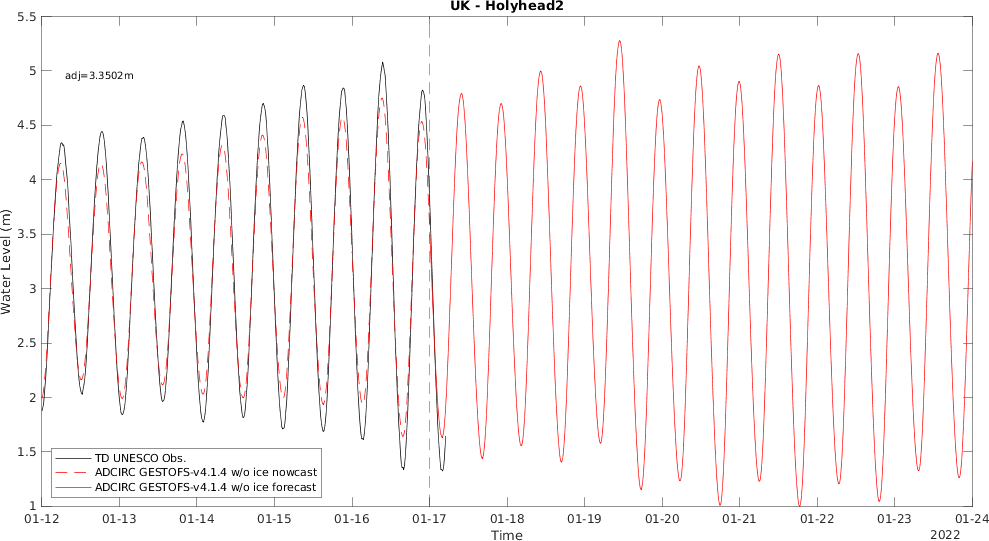 UK - Holyhead2
adj=3.3502m
Water Level (m)
5.5
5
4.5
4
3.5
3
2.5
2
1.5
1
TD UNESCO Obs.
ADCIRC GESTOFS-v4.1.4 w/o ice nowcast
ADCIRC GESTOFS-v4.1.4 w/o ice forecast
01-12 01-13 01-14 01-15 01-16 01-17 01-18 01-19 01-20 01-21 01-22 01-23 01-24
Time
2022